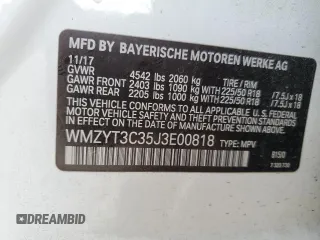 MFD BY BAYERISCHE MOTOREN WERKE AG
11/17
GVWR 4542 lbs 2060 kg TIRE / RIM
GAWR FRONT 2403 lbs 1090 kg 225/50 R18 /7.5J x 18
GAWR REAR 2205 lbs 1000 kg 225/50 R18 /7.5J x 18
THIS VEHICLE CONFORMS TO ALL APPLICABLE U.S. FEDERAL
MOTOR VEHICLE SAFETY AND THEFT PREVENTION STANDARDS
IN EFFECT ON THE DATE OF MANUFACTURE SHOWN ABOVE.
WMZYT3C35J3E00818 TYPE: MPV
DREAMBID